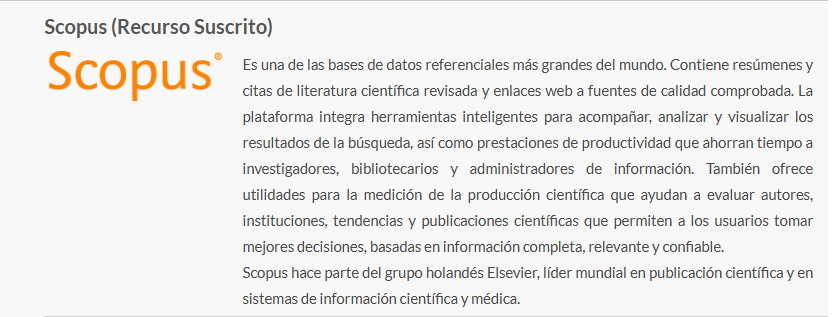 Scopus (Recurso Suscrito)
Scopus®
Es una de las bases de datos referenciales más grandes del mundo. Contiene resúmenes y
citas de literatura científica revisada y enlaces web a fuentes de calidad comprobada. La
plataforma integra herramientas inteligentes para acompañar, analizar y visualizar los
resultados de la búsqueda, así como prestaciones de productividad que ahorran tiempo a
investigadores, bibliotecarios y administradores de información. También ofrece
utilidades para la medición de la producción científica que ayudan a evaluar autores,
instituciones, tendencias y publicaciones científicas que permiten a los usuarios tomar
mejores decisiones, basadas en información completa, relevante y confiable.
Scopus hace parte del grupo holandés Elsevier, líder mundial en publicación científica y en
sistemas de información científica y médica.